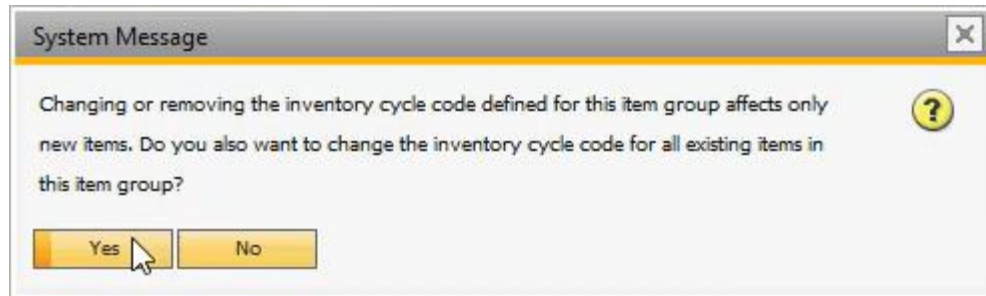 System Message
Changing or removing the inventory cycle code defined for this item group affects only
new items. Do you also want to change the inventory cycle code for all existing items in
this item group?
Yes No